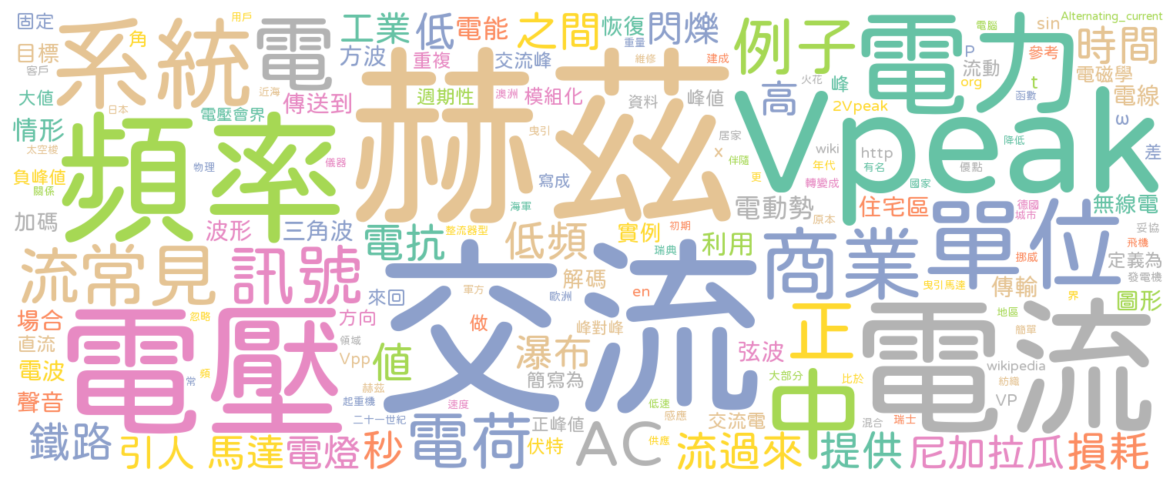 固定
用戶
工業
低
電能
之間
恢復
閃爍
例子
電力
電腦
sin
Alternating_current
時間
系統
電
目標
角
客戶
方波
重複
交流峰
重量
維修
建成
火花
P
流動
參考
電磁學
org
t
函數
電線
近海
傳送到
大值
日本
電壓會界
週期性
澳洲
模組化
資料
峰值
高
峰
2Vpeak
ω
情形
頻率
赫茲
曳引
Vpeak
降低
太空梭
物理
儀器
居家
x
伴隨
wiki
http
優點
差
負峰值
關係
年代
有名
更
轉變成
國家
加碼
波形
三角波
寫成
海軍
電動勢
住宅區
原本
德國
城市
無線電
電抗
整流器型
低頻
實例
初期
瑞典
利用
商業
單位
妥協
飛機
挪威
定義為
發電機
流常見
訊號
交流
解碼
來回
軍方
歐洲
en
曳引馬達
傳輸
界
圖形
場合
電壓
忽略
方向
做
峰對峰
正
電流
地區
簡單
直流
領域
Vpp
值
瀑布
弦波
電波
常
頻
赫茲
簡寫為
中
大部分
比於
wikipedia
紡織
VP
聲音
起重機
二十一世紀
速度
電荷
正峰值
低速
感應
交流電
混合
瑞士
鐵路
引人
馬達
電燈
秒
伏特
AC
供應
流過來
提供
尼加拉瓜
損耗